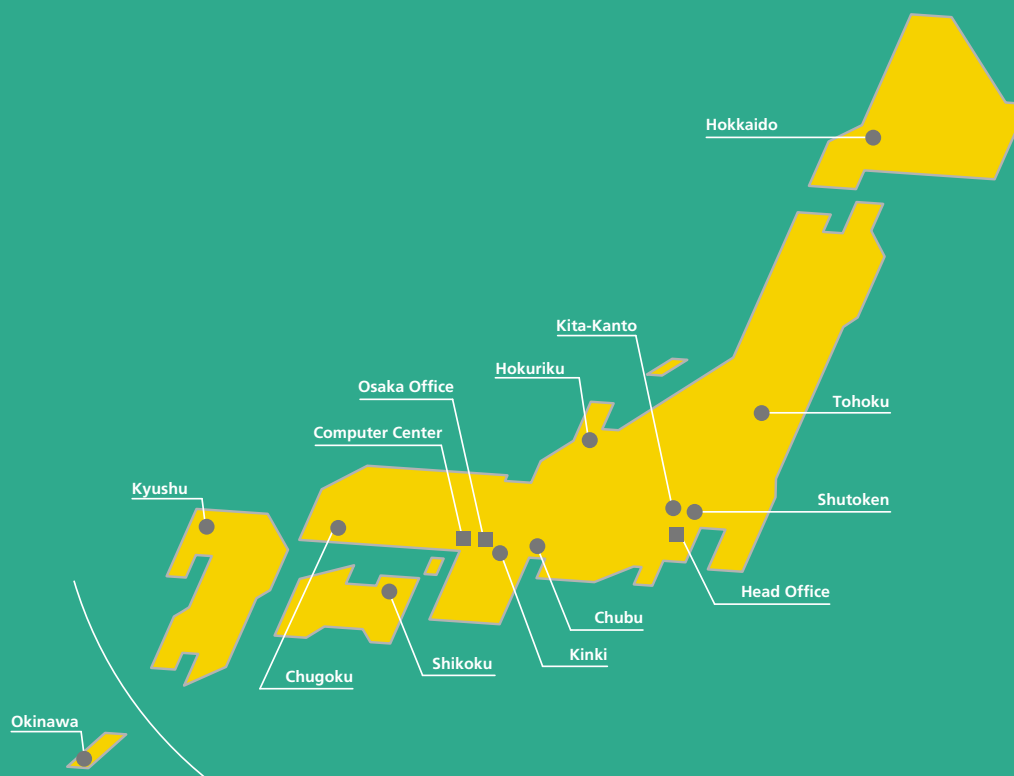 Hokkaido
Kita-Kanto
Hokuriku
Osaka Office
Tohoku
Computer Center
Kyushu
Shutoken
Head Office
Chubu
Kinki
Shikoku
Chugoku
Okinawa